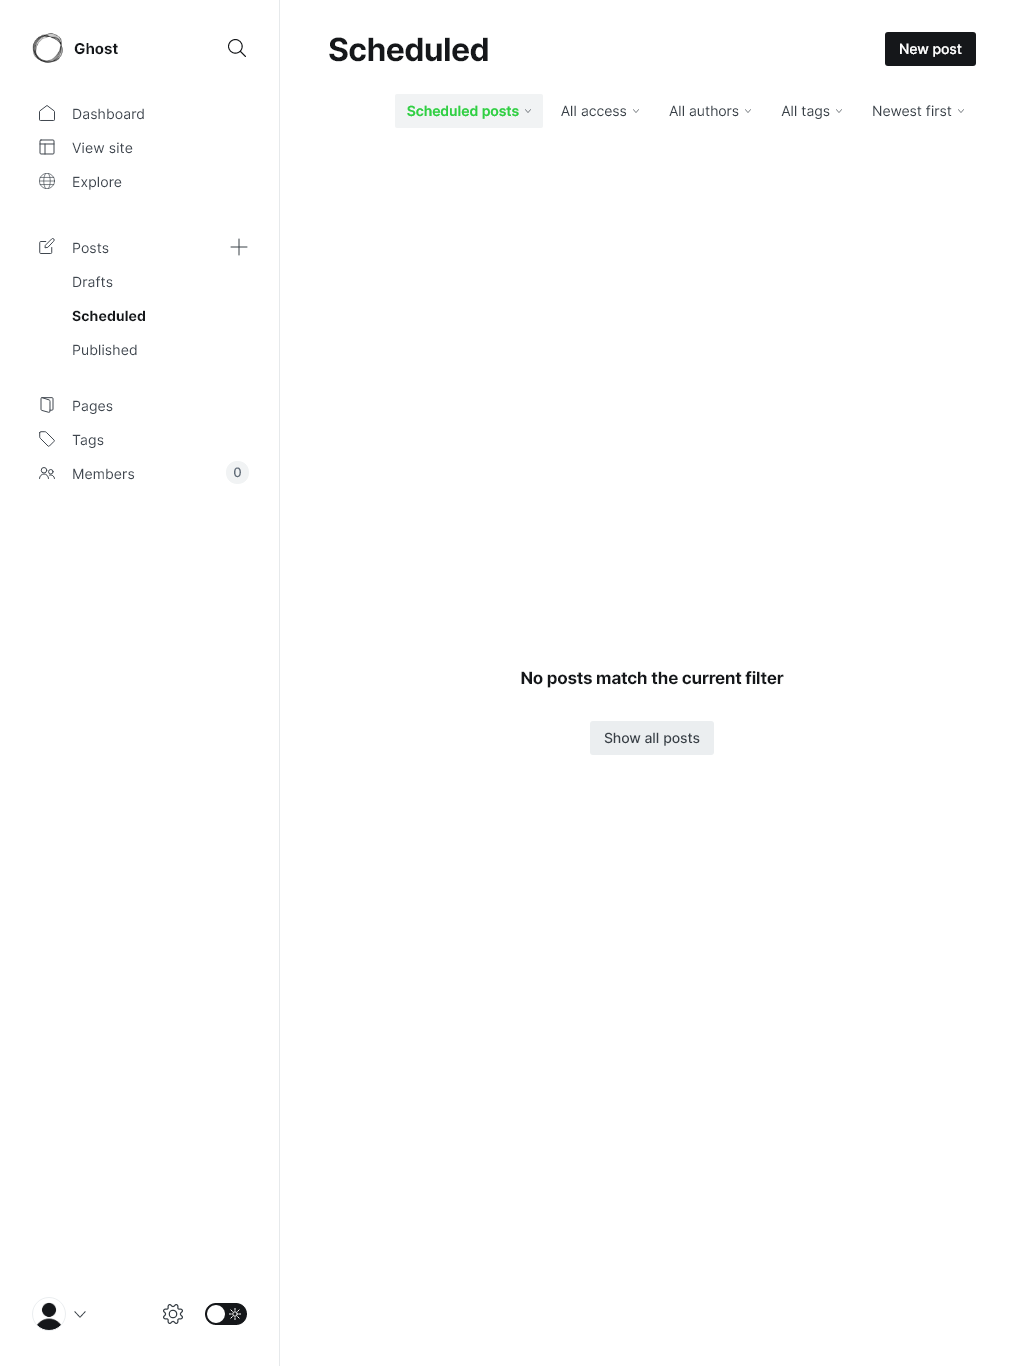 Ghost
Dashboard
View site
Explore
Posts
Drafts
Scheduled
Published
Pages
Tags
Members 0
Scheduled
New post
Scheduled posts All access All authors All tags Newest first
No posts match the current filter
Show all posts